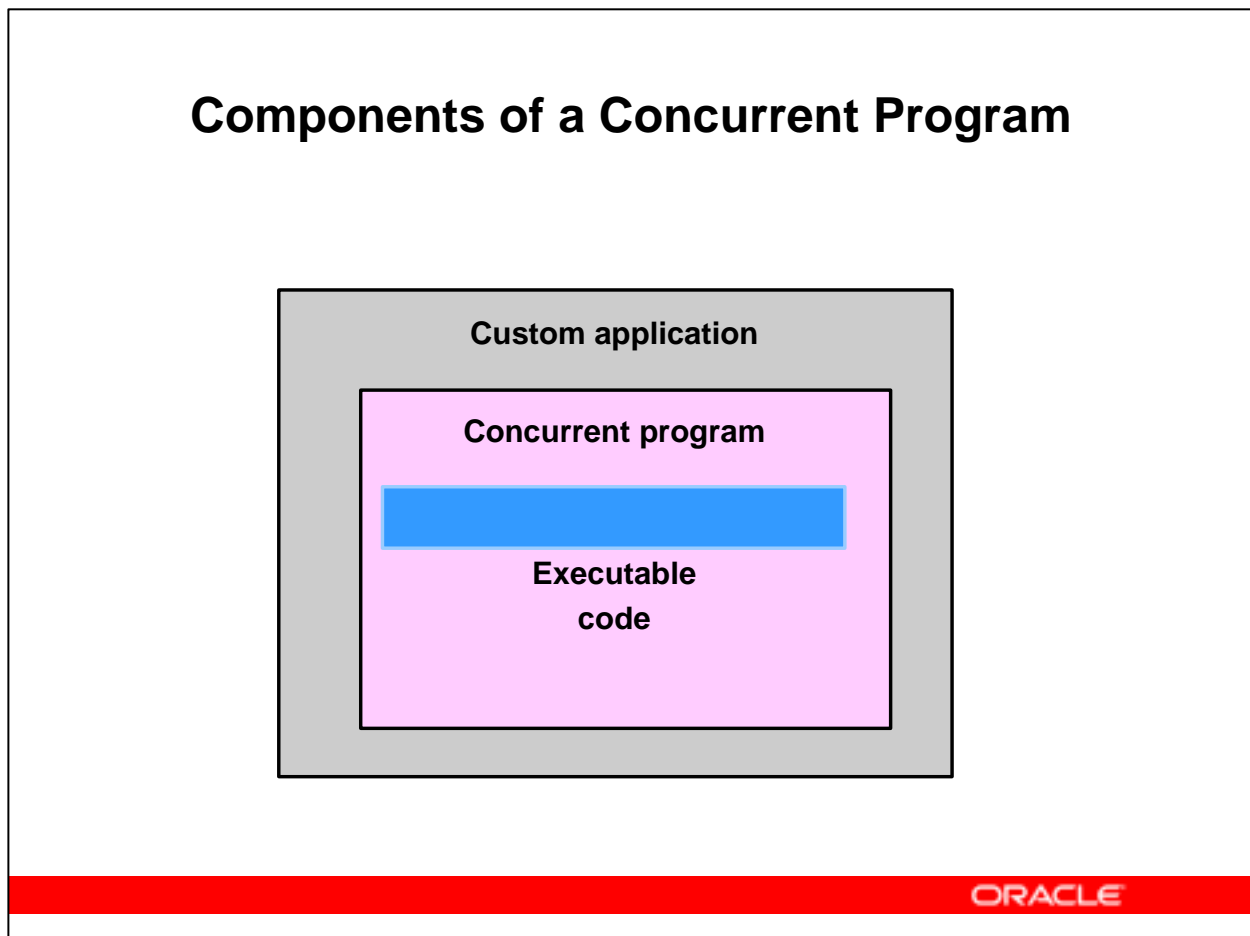 Components of a Concurrent Program
Custom application
Concurrent program
Executable
code
ORACLE